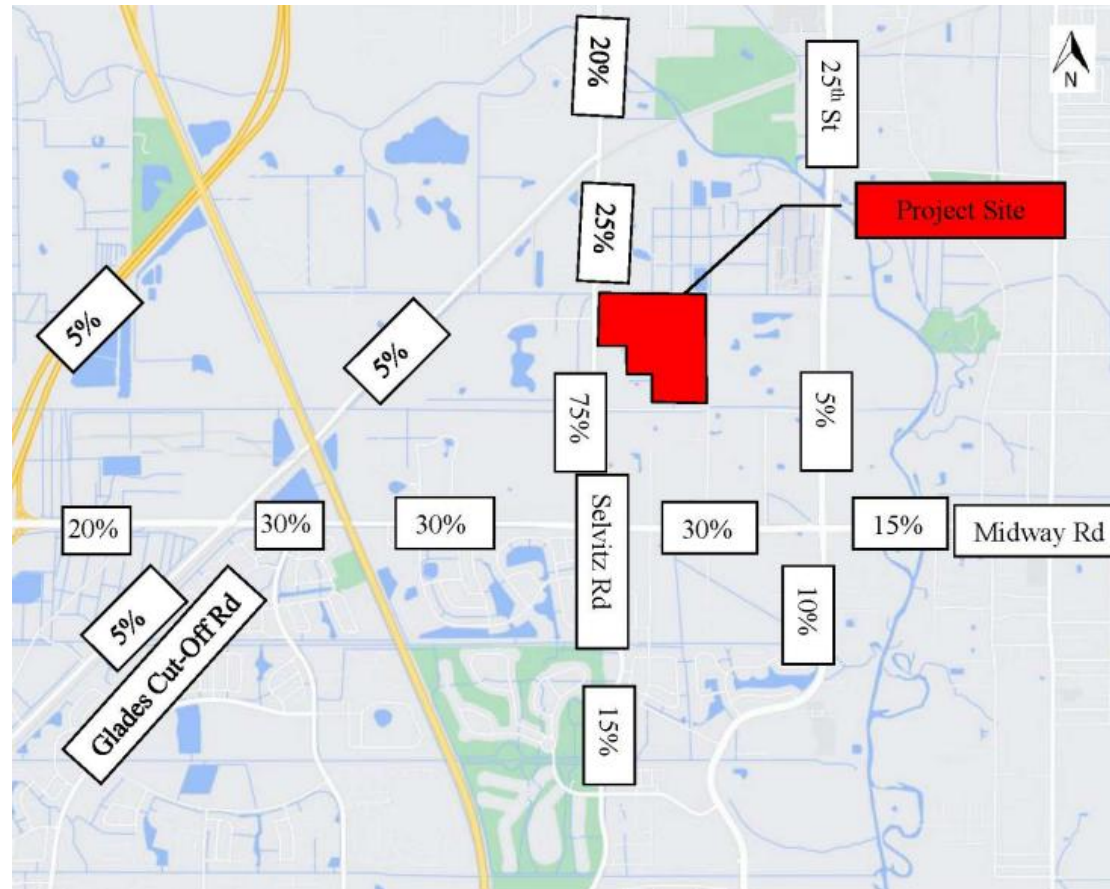 20%
25th St
N
Project Site
25%
5%
5%
75%
5%
20%
30%
30%
Selvitz Rd
30%
15%
Midway Rd
5%
10%
Glades Cut-Off Rd
15%